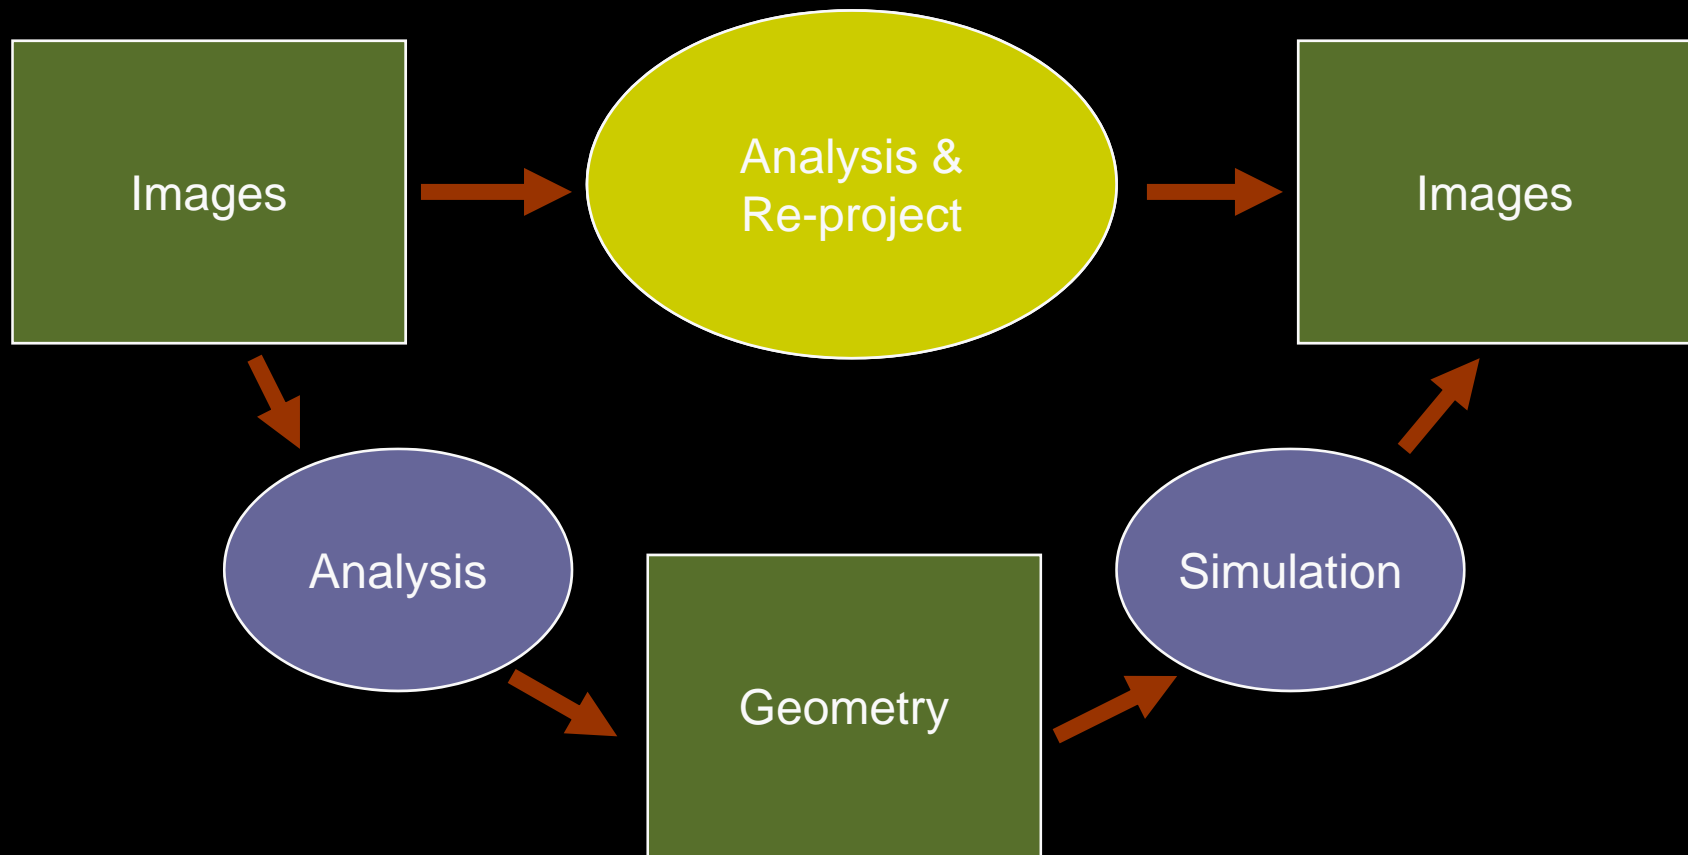 Images
Analysis &
Re-project
Images
Analysis
Simulation
Geometry